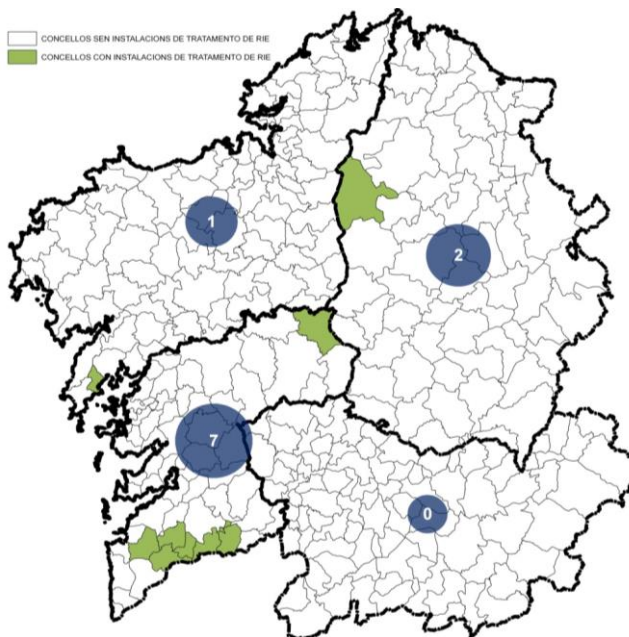 CONCELLOS SEN INSTALACIONS DE TRATAMENTO DE RIE
CONCELLOS CON INSTALACIONS DE TRATAMENTO DE RIE
1
2
7
0